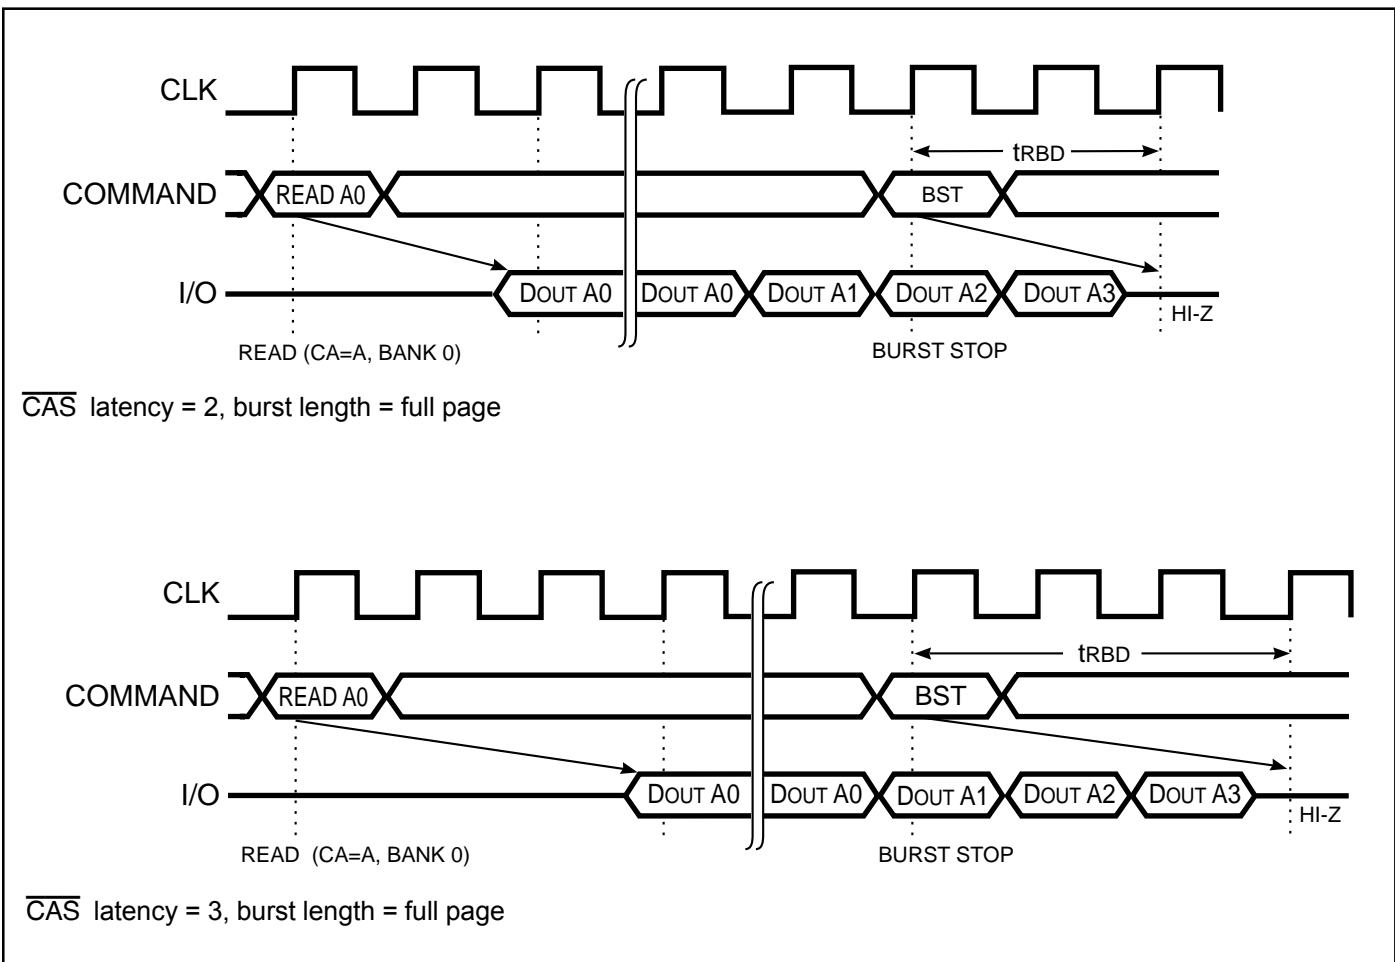 CLK
tRBD
COMMAND
READ A0
BST
I/O
DOUT A0
DOUT A0
DOUT A1
DOUT A2
DOUT A3
HI-Z
READ (CA=A, BANK 0)
BURST STOP
CAS latency = 2, burst length = full page
CLK
tRBD
COMMAND
READ A0
BST
I/O
DOUT A0
DOUT A0
DOUT A1
DOUT A2
DOUT A3
HI-Z
READ (CA=A, BANK 0)
BURST STOP
CAS latency = 3, burst length = full page